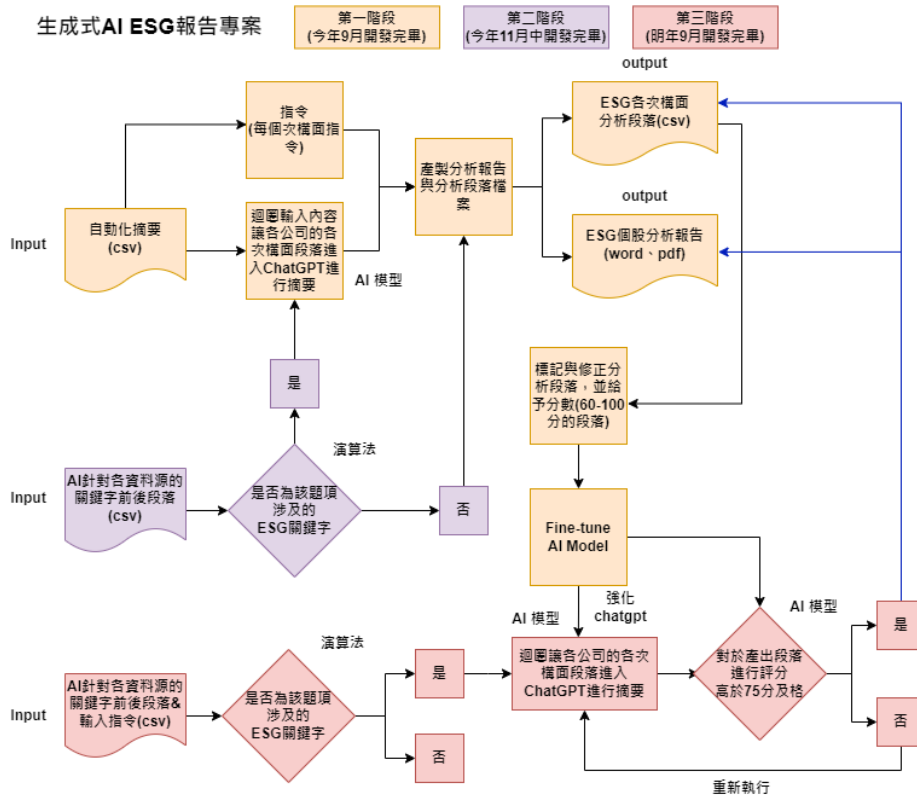 生成式AI ESG報告專案
第一階段
(今年9月開發完畢)
第二階段
(今年11月中開發完畢)
第三階段
(明年9月開發完畢)
output
指令
(每個次構面指
令)
ESG各次構面
分析段落(csv)
產製分析報告
與分析段落檔
案
output
Input
自動化摘要
(csv)
迴圈輸入內容
讓各公司的各
次構面段落進
入ChatGPT進
行摘要
AI 模型
ESG個股分析報告
(word、pdf)
是
標記與修正分
析段落，並給
予分數(60-100
分的段落)
演算法
Input
AI針對各資料源的
關鍵字前後段落
(csv)
是否為該題項
涉及的
ESG關鍵字
否
Fine-tune
AI Model
強化
chatgpt
AI 模型
AI 模型
演算法
是
是
Input
AI針對各資料源的
關鍵字前後段落&
輸入指令(csv)
是否為該題項
涉及的
ESG關鍵字
迴圈讓各公司的各次
構面段落進入
ChatGPT進行摘要
對於產出段落
進行評分
高於75分及格
否
否
重新執行